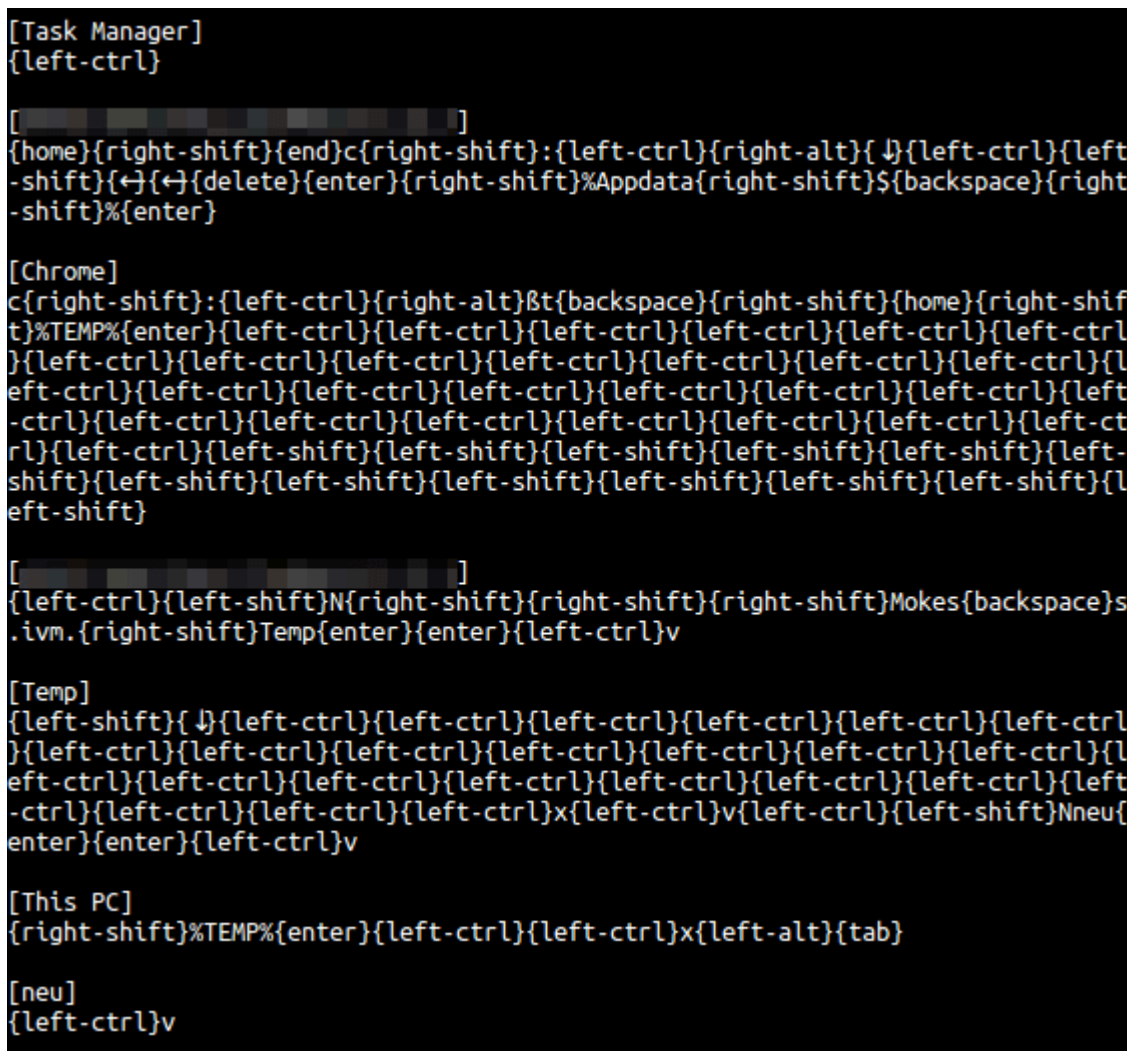 [Task Manager]
{left-ctrl}
[ ]
{home}{right-shift}{end}c{right-shift}:{left-ctrl}{right-alt}{↓}{left-ctrl}{left
-shift}{←}{←}{delete}{enter}{right-shift}%Appdata{right-shift}${backspace}{right
-shift}%{enter}
[Chrome]
c{right-shift}:{left-ctrl}{right-alt}ßt{backspace}{right-shift}{home}{right-shif
t}%TEMP%{enter}{left-ctrl}{left-ctrl}{left-ctrl}{left-ctrl}{left-ctrl}{left-ctrl
}{left-ctrl}{left-ctrl}{left-ctrl}{left-ctrl}{left-ctrl}{left-ctrl}{left-ctrl}{l
eft-ctrl}{left-ctrl}{left-ctrl}{left-ctrl}{left-ctrl}{left-ctrl}{left-ctrl}{left
-ctrl}{left-ctrl}{left-ctrl}{left-ctrl}{left-ctrl}{left-ctrl}{left-ctrl}{left-ct
rl}{left-ctrl}{left-shift}{left-shift}{left-shift}{left-shift}{left-shift}{left-
shift}{left-shift}{left-shift}{left-shift}{left-shift}{left-shift}{left-shift}{l
eft-shift}
[ ]
{left-ctrl}{left-shift}N{right-shift}{right-shift}{right-shift}Mokes{backspace}s
.ivm.{right-shift}Temp{enter}{enter}{left-ctrl}v
[Temp]
{left-shift}{↓}{left-ctrl}{left-ctrl}{left-ctrl}{left-ctrl}{left-ctrl}{left-ctrl
}{left-ctrl}{left-ctrl}{left-ctrl}{left-ctrl}{left-ctrl}{left-ctrl}{left-ctrl}{l
eft-ctrl}{left-ctrl}{left-ctrl}{left-ctrl}{left-ctrl}{left-ctrl}{left-ctrl}{left
-ctrl}{left-ctrl}{left-ctrl}{left-ctrl}x{left-ctrl}v{left-ctrl}{left-shift}Nneu{
enter}{enter}{left-ctrl}v
[This PC]
{right-shift}%TEMP%{enter}{left-ctrl}{left-ctrl}x{left-alt}{tab}
[neu]
{left-ctrl}v